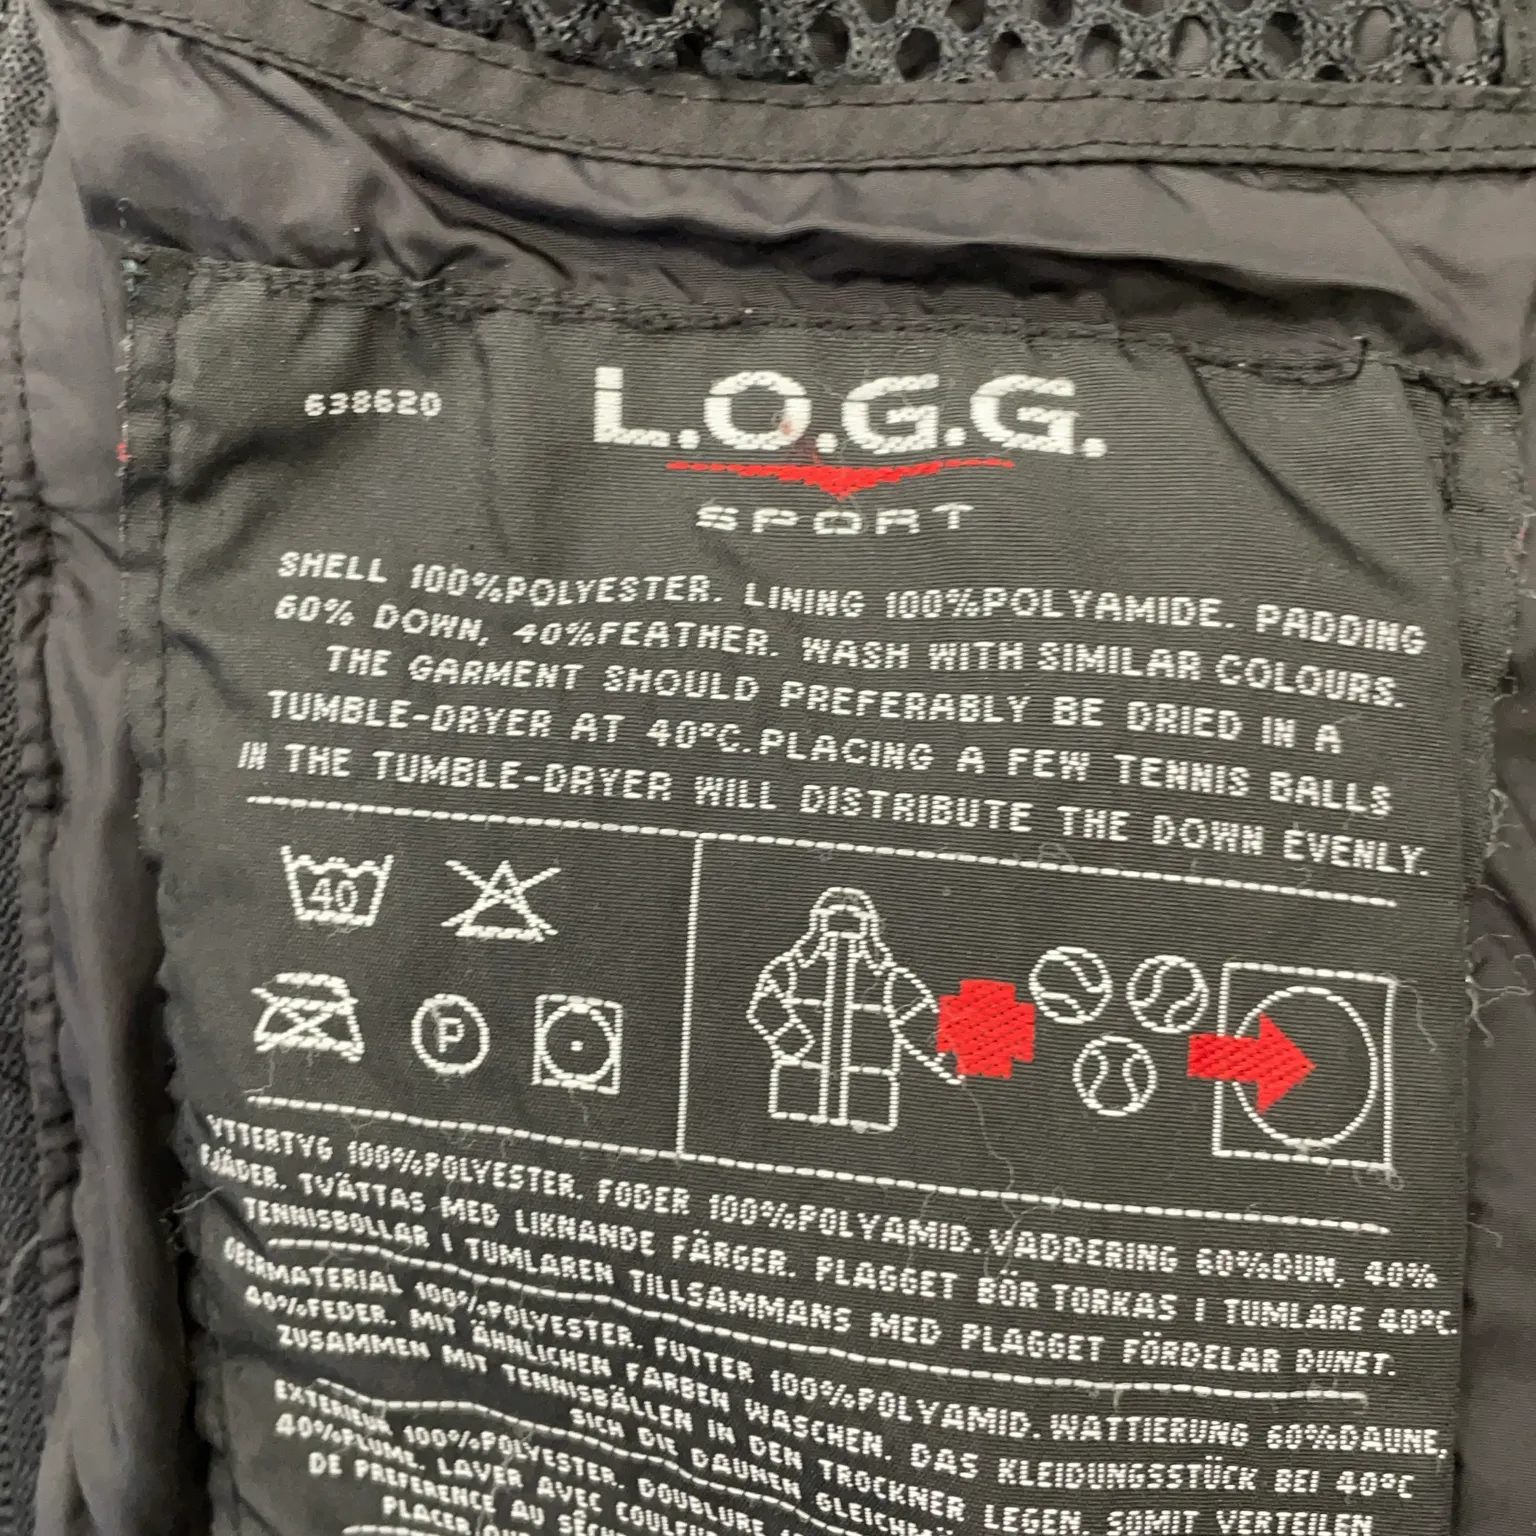 638620
L.O.G.G.
SPORT
SHELL 100%POLYESTER. LINING 100%POLYAMIDE. PADDING
60% DOWN, 40%FEATHER. WASH WITH SIMILAR COLOURS.
THE GARMENT SHOULD PREFERABLY BE DRIED IN A
TUMBLE-DRYER AT 40°C.PLACING A FEW TENNIS BALLS
IN THE TUMBLE-DRYER WILL DISTRIBUTE THE DOWN EVENLY.
40
P
YTTERTYG 100%POLYESTER. FODER 100%POLYAMID.VADDERING 60%DUN, 40%
FJÄDER. TVÄTTAS MED LIKNANDE FÄRGER. PLAGGET BÖR TORKAS I TUMLARE 40°C.
TENNISBOLLAR I TUMLAREN TILLSAMMANS MED PLAGGET FÖRDELAR DUNET.
OBERMATERIAL 100%POLYESTER. FUTTER 100%POLYAMID. WATTIERUNG 60%DAUNE,
40%FEDER. MIT ÄHNLICHEN FARBEN WASCHEN. DAS KLEIDUNGSSTÜCK BEI 40°C
ZUSAMMEN MIT TENNISBÄLLEN IN DEN TROCKNER LEGEN. SOMIT VERTEILEN
SICH DIE DAUNEN
EXTERIEUR 100%POLYESTER. DOUBLURE
40%PLUME. LAVER AVEC
DE PREFERENCE AU
PLACER